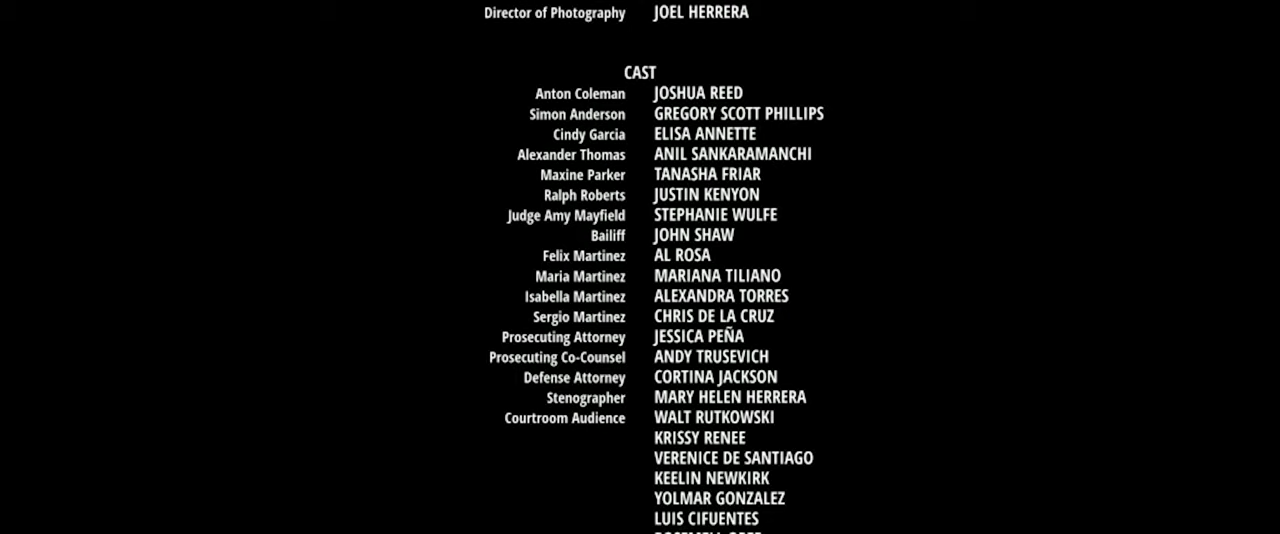 Director of Photography JOEL HERRERA
CAST
Anton Coleman JOSHUA REED
Simon Anderson GREGORY SCOTT PHILLIPS
Cindy Garcia ELISA ANNETTE
Alexander Thomas ANIL SANKARAMANCHI
Maxine Parker TANASHA FRIAR
Ralph Roberts JUSTIN KENYON
Judge Amy Mayfield STEPHANIE WULFE
Bailiff JOHN SHAW
Felix Martinez AL ROSA
Maria Martinez MARIANA TILIANO
Isabella Martinez ALEXANDRA TORRES
Sergio Martinez CHRIS DE LA CRUZ
Prosecuting Attorney JESSICA PEÑA
Prosecuting Co-Counsel ANDY TRUSEVICH
Defense Attorney CORTINA JACKSON
Stenographer MARY HELEN HERRERA
Courtroom Audience WALT RUTKOWSKI
KRISSY RENEE
VERENICE DE SANTIAGO
KEELIN NEWKIRK
YOLMAR GONZALEZ
LUIS CIFUENTES